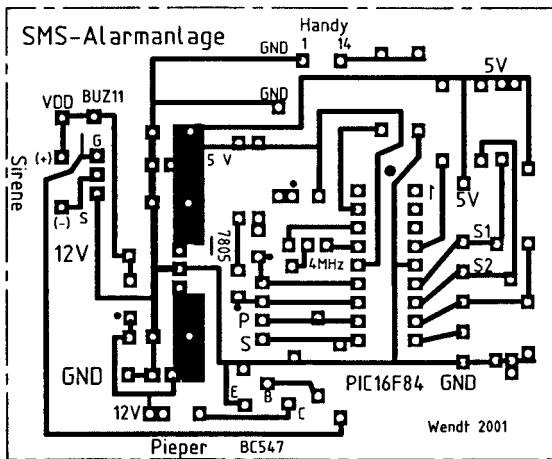 SMS-Alarmanlage
Handy
GND 1 14
5V
GND
VDD BUZ11
G
(+)
5 V
Sirene
1
5V
(-) S
7805
S1
12V
4MHz
S2
P
S
GND
PIC16F84 GND
E B
12V
C
Wendt 2001
Pieper BC547